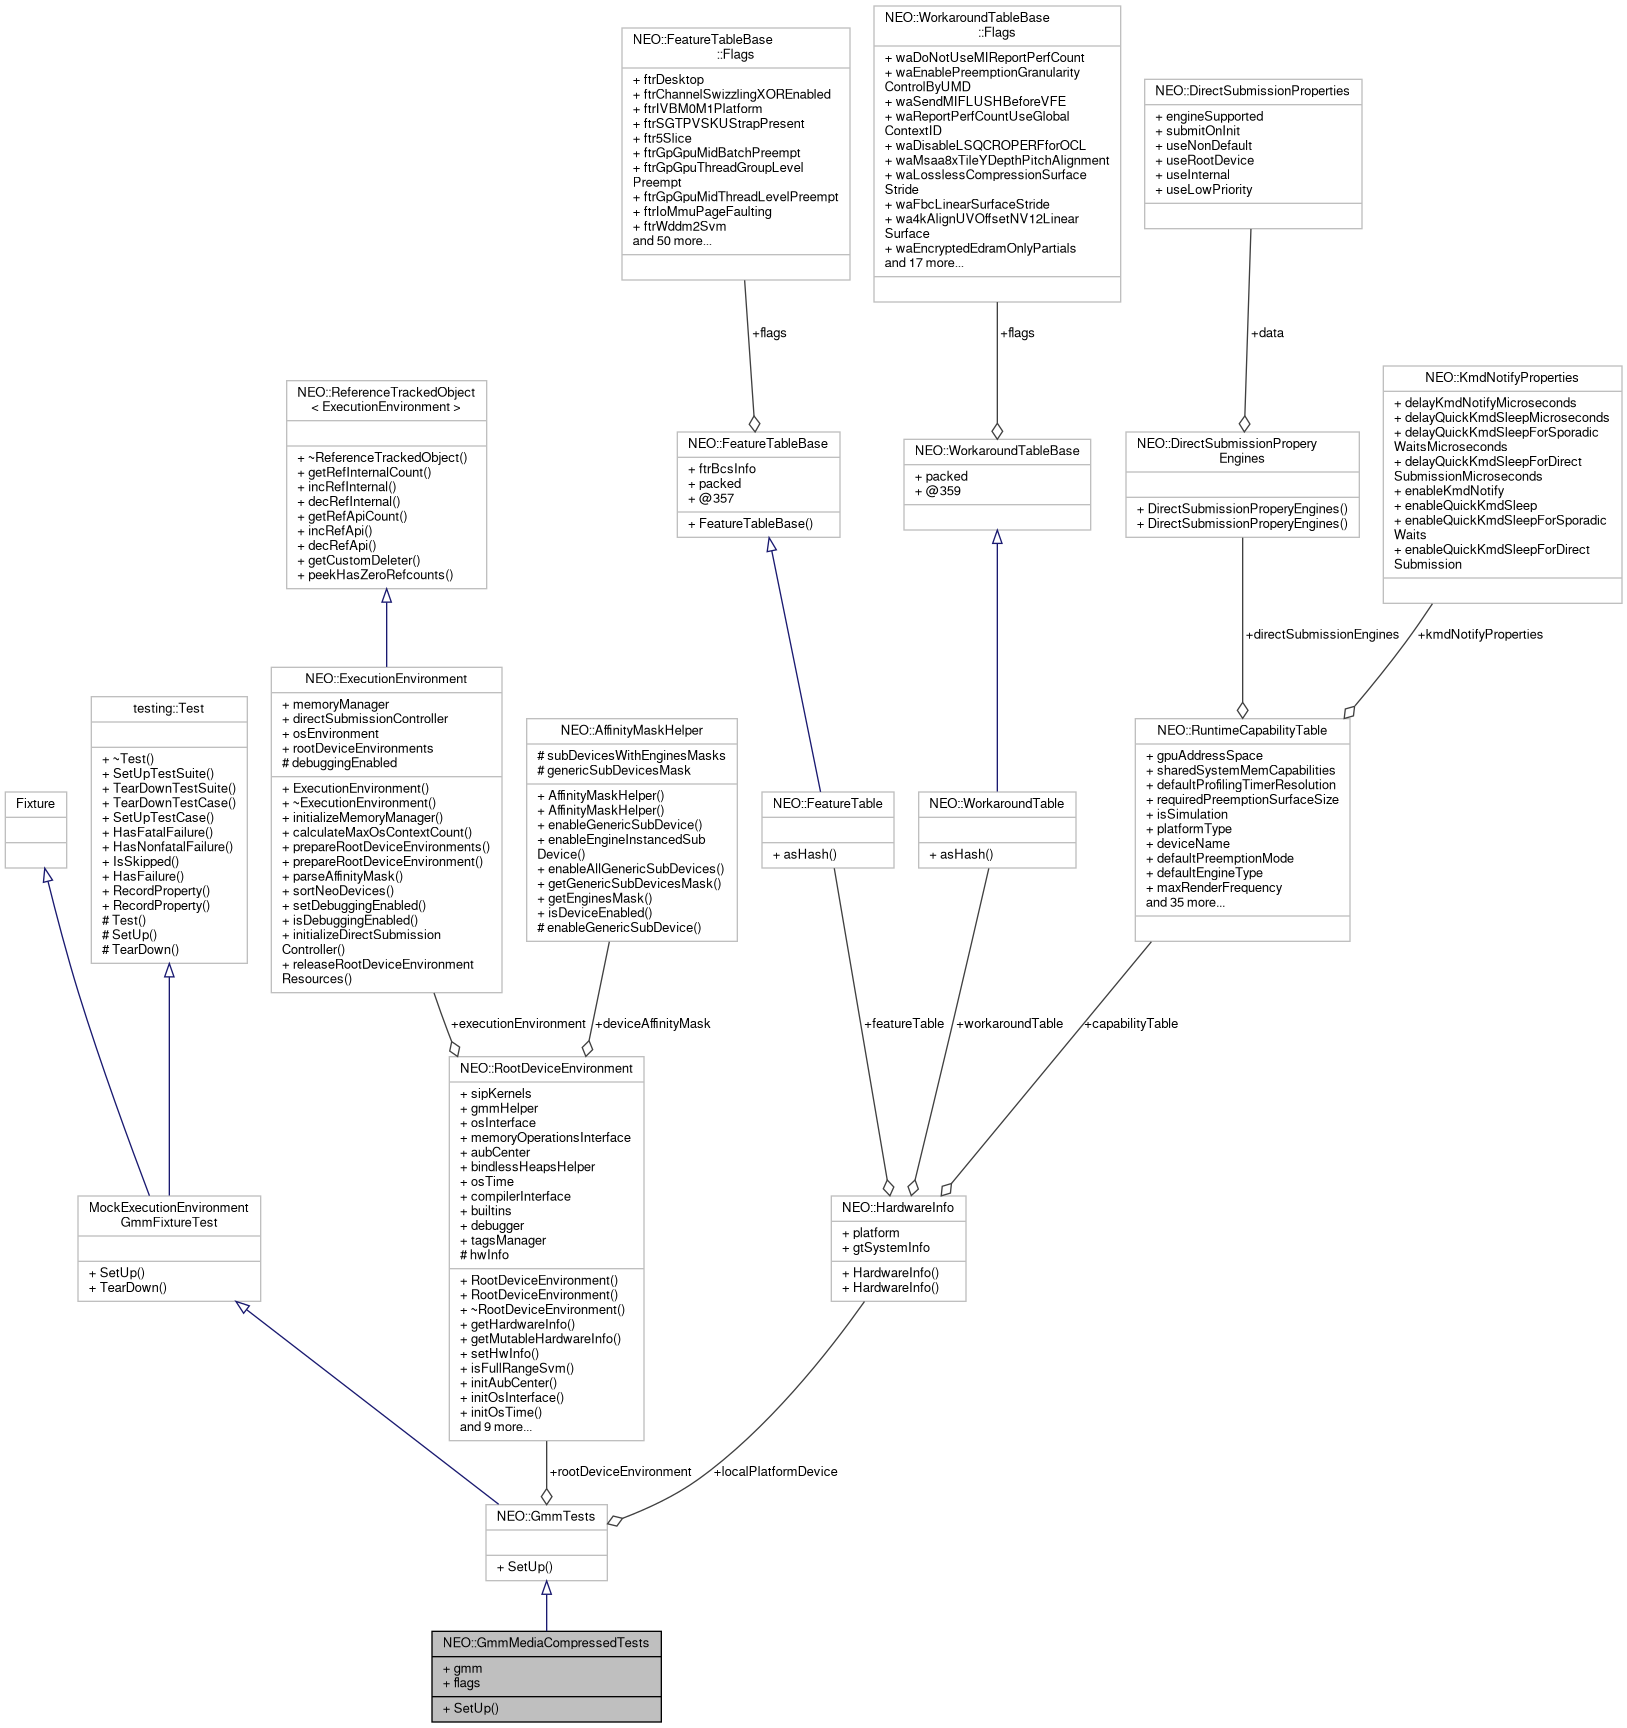 NEO::WorkaroundTableBase
::Flags
+ waDoNotUseMIReportPerfCount
+ waEnablePreemptionGranularity
ControlByUMD
+ waSendMIFLUSHBeforeVFE
+ waReportPerfCountUseGlobal
ContextID
+ waDisableLSQCROPERFforOCL
+ waMsaa8xTileYDepthPitchAlignment
+ waLosslessCompressionSurface
Stride
+ waFbcLinearSurfaceStride
+ wa4kAlignUVOffsetNV12Linear
Surface
+ waEncryptedEdramOnlyPartials
and 17 more...
NEO::FeatureTableBase
::Flags
+ ftrDesktop
+ ftrChannelSwizzlingXOREnabled
+ ftrIVBM0M1Platform
+ ftrSGTPVSKUStrapPresent
+ ftr5Slice
+ ftrGpGpuMidBatchPreempt
+ ftrGpGpuThreadGroupLevel
Preempt
+ ftrGpGpuMidThreadLevelPreempt
+ ftrIoMmuPageFaulting
+ ftrWddm2Svm
and 50 more...
NEO::DirectSubmissionProperties
+ engineSupported
+ submitOnInit
+ useNonDefault
+ useRootDevice
+ useInternal
+ useLowPriority
+flags
+flags
+data
NEO::ReferenceTrackedObject
< ExecutionEnvironment >
+ ~ReferenceTrackedObject()
+ getRefInternalCount()
+ incRefInternal()
+ decRefInternal()
+ getRefApiCount()
+ incRefApi()
+ decRefApi()
+ getCustomDeleter()
+ peekHasZeroRefcounts()
NEO::FeatureTableBase
+ ftrBcsInfo
+ packed
+ @357
+ FeatureTableBase()
NEO::WorkaroundTableBase
+ packed
+ @359
NEO::DirectSubmissionPropery
Engines
+ DirectSubmissionProperyEngines()
+ DirectSubmissionProperyEngines()
NEO::KmdNotifyProperties
+ delayKmdNotifyMicroseconds
+ delayQuickKmdSleepMicroseconds
+ delayQuickKmdSleepForSporadic
WaitsMicroseconds
+ delayQuickKmdSleepForDirect
SubmissionMicroseconds
+ enableKmdNotify
+ enableQuickKmdSleep
+ enableQuickKmdSleepForSporadic
Waits
+ enableQuickKmdSleepForDirect
Submission
+directSubmissionEngines
+kmdNotifyProperties
Fixture
testing::Test
+ ~Test()
+ SetUpTestSuite()
+ TearDownTestSuite()
+ TearDownTestCase()
+ SetUpTestCase()
+ HasFatalFailure()
+ HasNonfatalFailure()
+ IsSkipped()
+ HasFailure()
+ RecordProperty()
+ RecordProperty()
# Test()
# SetUp()
# TearDown()
NEO::ExecutionEnvironment
+ memoryManager
+ directSubmissionController
+ osEnvironment
+ rootDeviceEnvironments
# debuggingEnabled
+ ExecutionEnvironment()
+ ~ExecutionEnvironment()
+ initializeMemoryManager()
+ calculateMaxOsContextCount()
+ prepareRootDeviceEnvironments()
+ prepareRootDeviceEnvironment()
+ parseAffinityMask()
+ sortNeoDevices()
+ setDebuggingEnabled()
+ isDebuggingEnabled()
+ initializeDirectSubmission
Controller()
+ releaseRootDeviceEnvironment
Resources()
NEO::AffinityMaskHelper
# subDevicesWithEnginesMasks
# genericSubDevicesMask
+ AffinityMaskHelper()
+ AffinityMaskHelper()
+ enableGenericSubDevice()
+ enableEngineInstancedSub
Device()
+ enableAllGenericSubDevices()
+ getGenericSubDevicesMask()
+ getEnginesMask()
+ isDeviceEnabled()
# enableGenericSubDevice()
NEO::FeatureTable
+ asHash()
NEO::WorkaroundTable
+ asHash()
NEO::RuntimeCapabilityTable
+ gpuAddressSpace
+ sharedSystemMemCapabilities
+ defaultProfilingTimerResolution
+ requiredPreemptionSurfaceSize
+ isSimulation
+ platformType
+ deviceName
+ defaultPreemptionMode
+ defaultEngineType
+ maxRenderFrequency
and 35 more...
+executionEnvironment
+deviceAffinityMask
+featureTable
+workaroundTable
+capabilityTable
NEO::RootDeviceEnvironment
+ sipKernels
+ gmmHelper
+ osInterface
+ memoryOperationsInterface
+ aubCenter
+ bindlessHeapsHelper
+ osTime
+ compilerInterface
+ builtins
+ debugger
+ tagsManager
# hwInfo
+ RootDeviceEnvironment()
+ RootDeviceEnvironment()
+ ~RootDeviceEnvironment()
+ getHardwareInfo()
+ getMutableHardwareInfo()
+ setHwInfo()
+ isFullRangeSvm()
+ initAubCenter()
+ initOsInterface()
+ initOsTime()
and 9 more...
MockExecutionEnvironment
GmmFixtureTest
+ SetUp()
+ TearDown()
NEO::HardwareInfo
+ platform
+ gtSystemInfo
+ HardwareInfo()
+ HardwareInfo()
+rootDeviceEnvironment
+localPlatformDevice
NEO::GmmTests
+ SetUp()
NEO::GmmMediaCompressedTests
+ gmm
+ flags
+ SetUp()